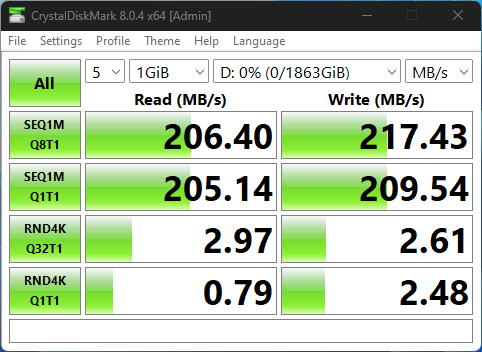 CrystalDiskMark 8.0.4 x64 [Admin]
File Settings Profile Theme Help Language
All 5 1GiB D: 0% (0/1863GiB) MB/s
Read (MB/s) Write (MB/s)
SEQ1M
Q8T1 206.40 217.43
SEQ1M
Q1T1 205.14 209.54
RND4K
Q32T1 2.97 2.61
RND4K
Q1T1 0.79 2.48